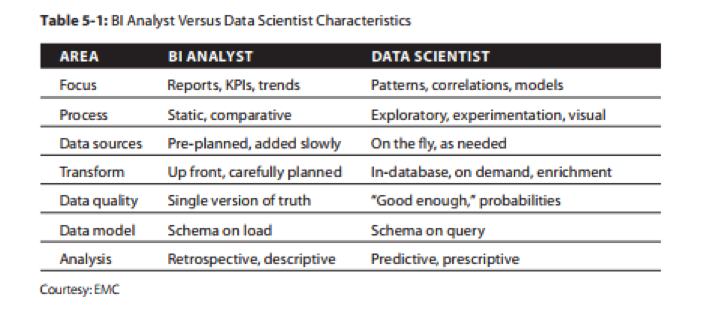 Table 5-1: BI Analyst Versus Data Scientist Characteristics
AREA BI ANALYST DATA SCIENTIST
Focus Reports, KPIs, trends Patterns, correlations, models
Process Static, comparative Exploratory, experimentation, visual
Data sources Pre-planned, added slowly On the fly, as needed
Transform Up front, carefully planned In-database, on demand, enrichment
Data quality Single version of truth “Good enough,” probabilities
Data model Schema on load Schema on query
Analysis Retrospective, descriptive Predictive, prescriptive
Courtesy: EMC